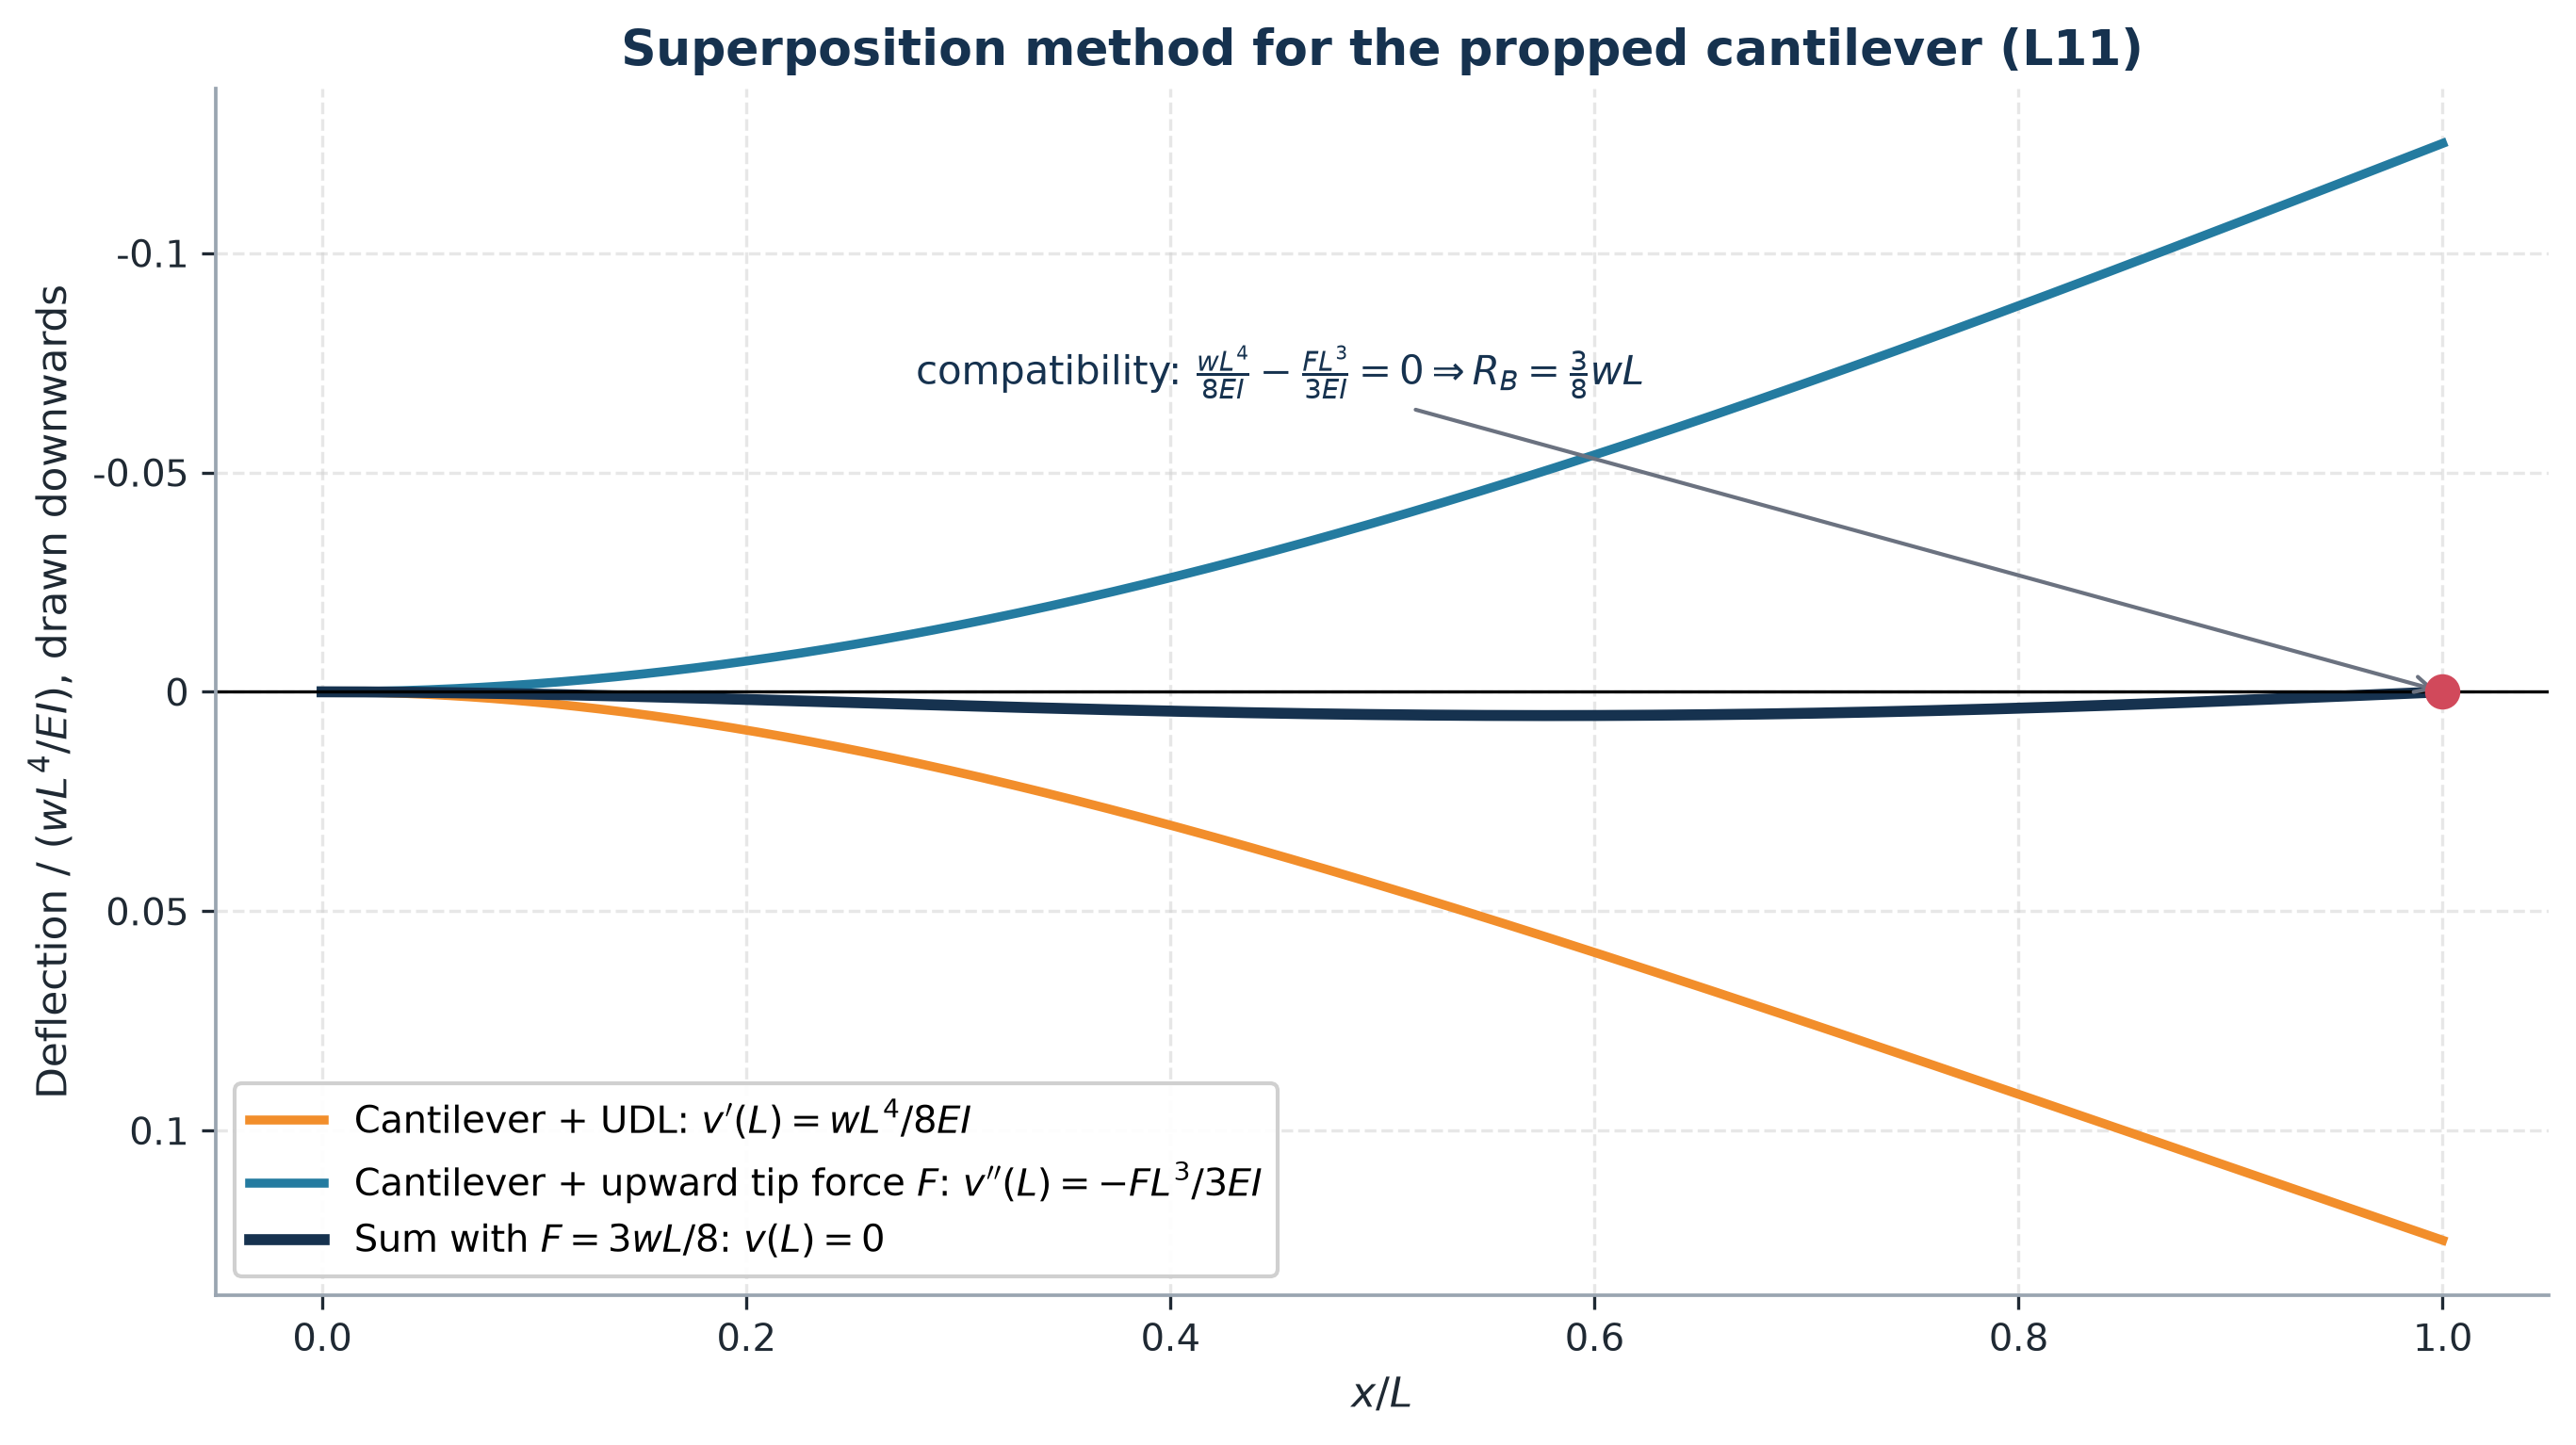 Superposition method for the propped cantilever (L11)
Deflection / (wL⁴/EI), drawn downwards
-0.1
-0.05
0
0.05
0.1
compatibility: wL⁴/8EI − FL³/3EI = 0 ⇒ R_B = 3/8 wL
Cantilever + UDL: v′(L) = wL⁴/8EI
Cantilever + upward tip force F: v″(L) = −FL³/3EI
Sum with F = 3wL/8: v(L) = 0
0.0 0.2 0.4 0.6 0.8 1.0
x/L